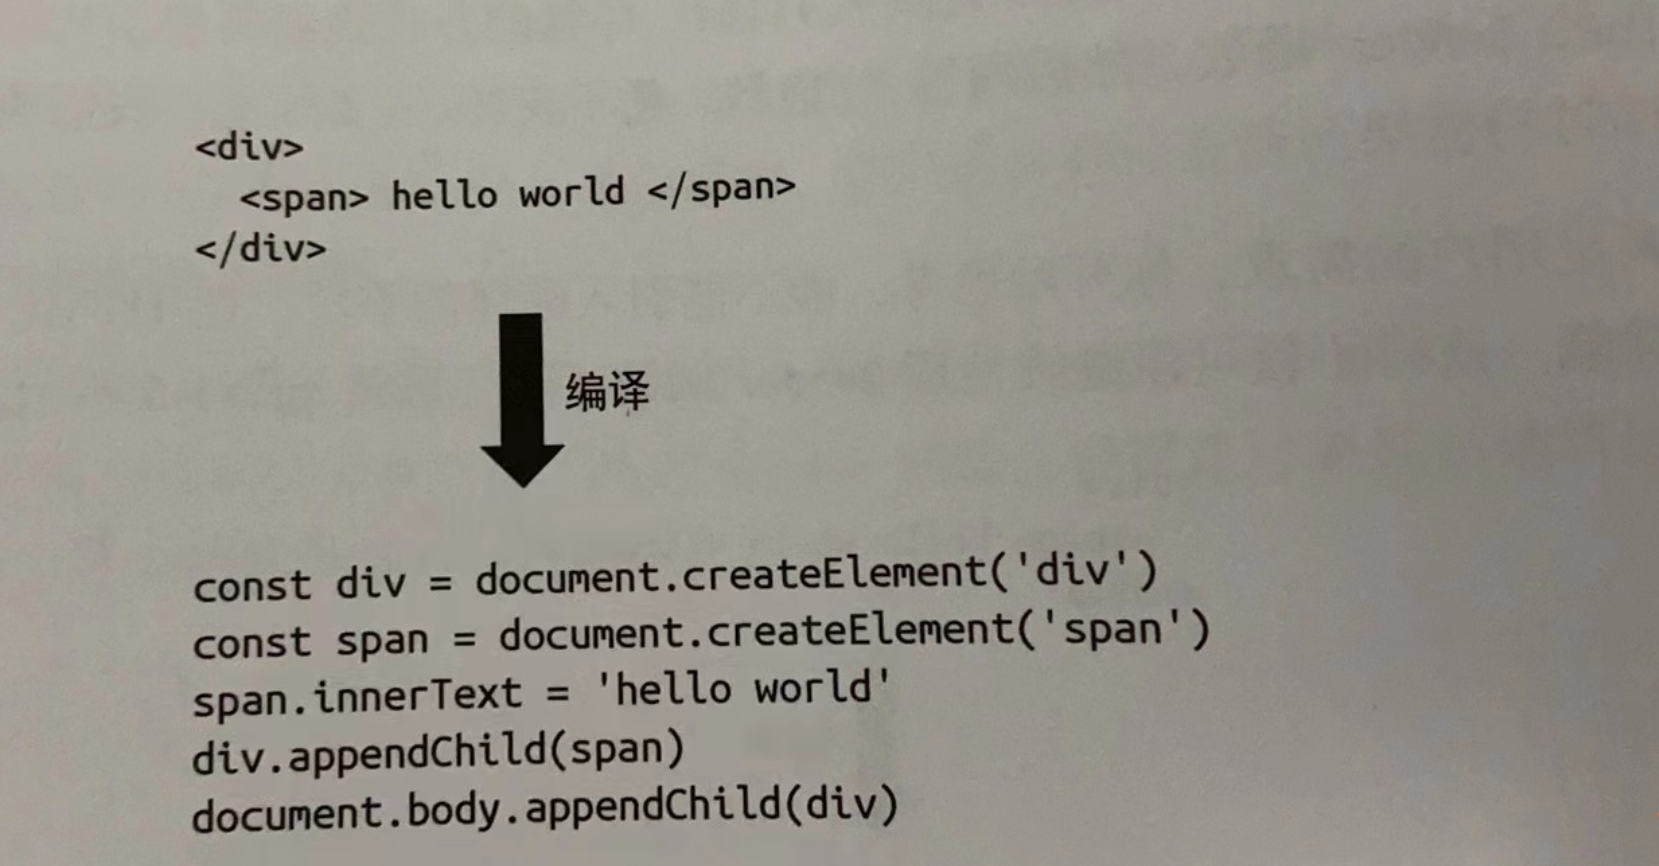 <div>
  <span> hello world </span>
</div>
编译
const div = document.createElement('div')
const span = document.createElement('span')
span.innerText = 'hello world'
div.appendChild(span)
document.body.appendChild(div)